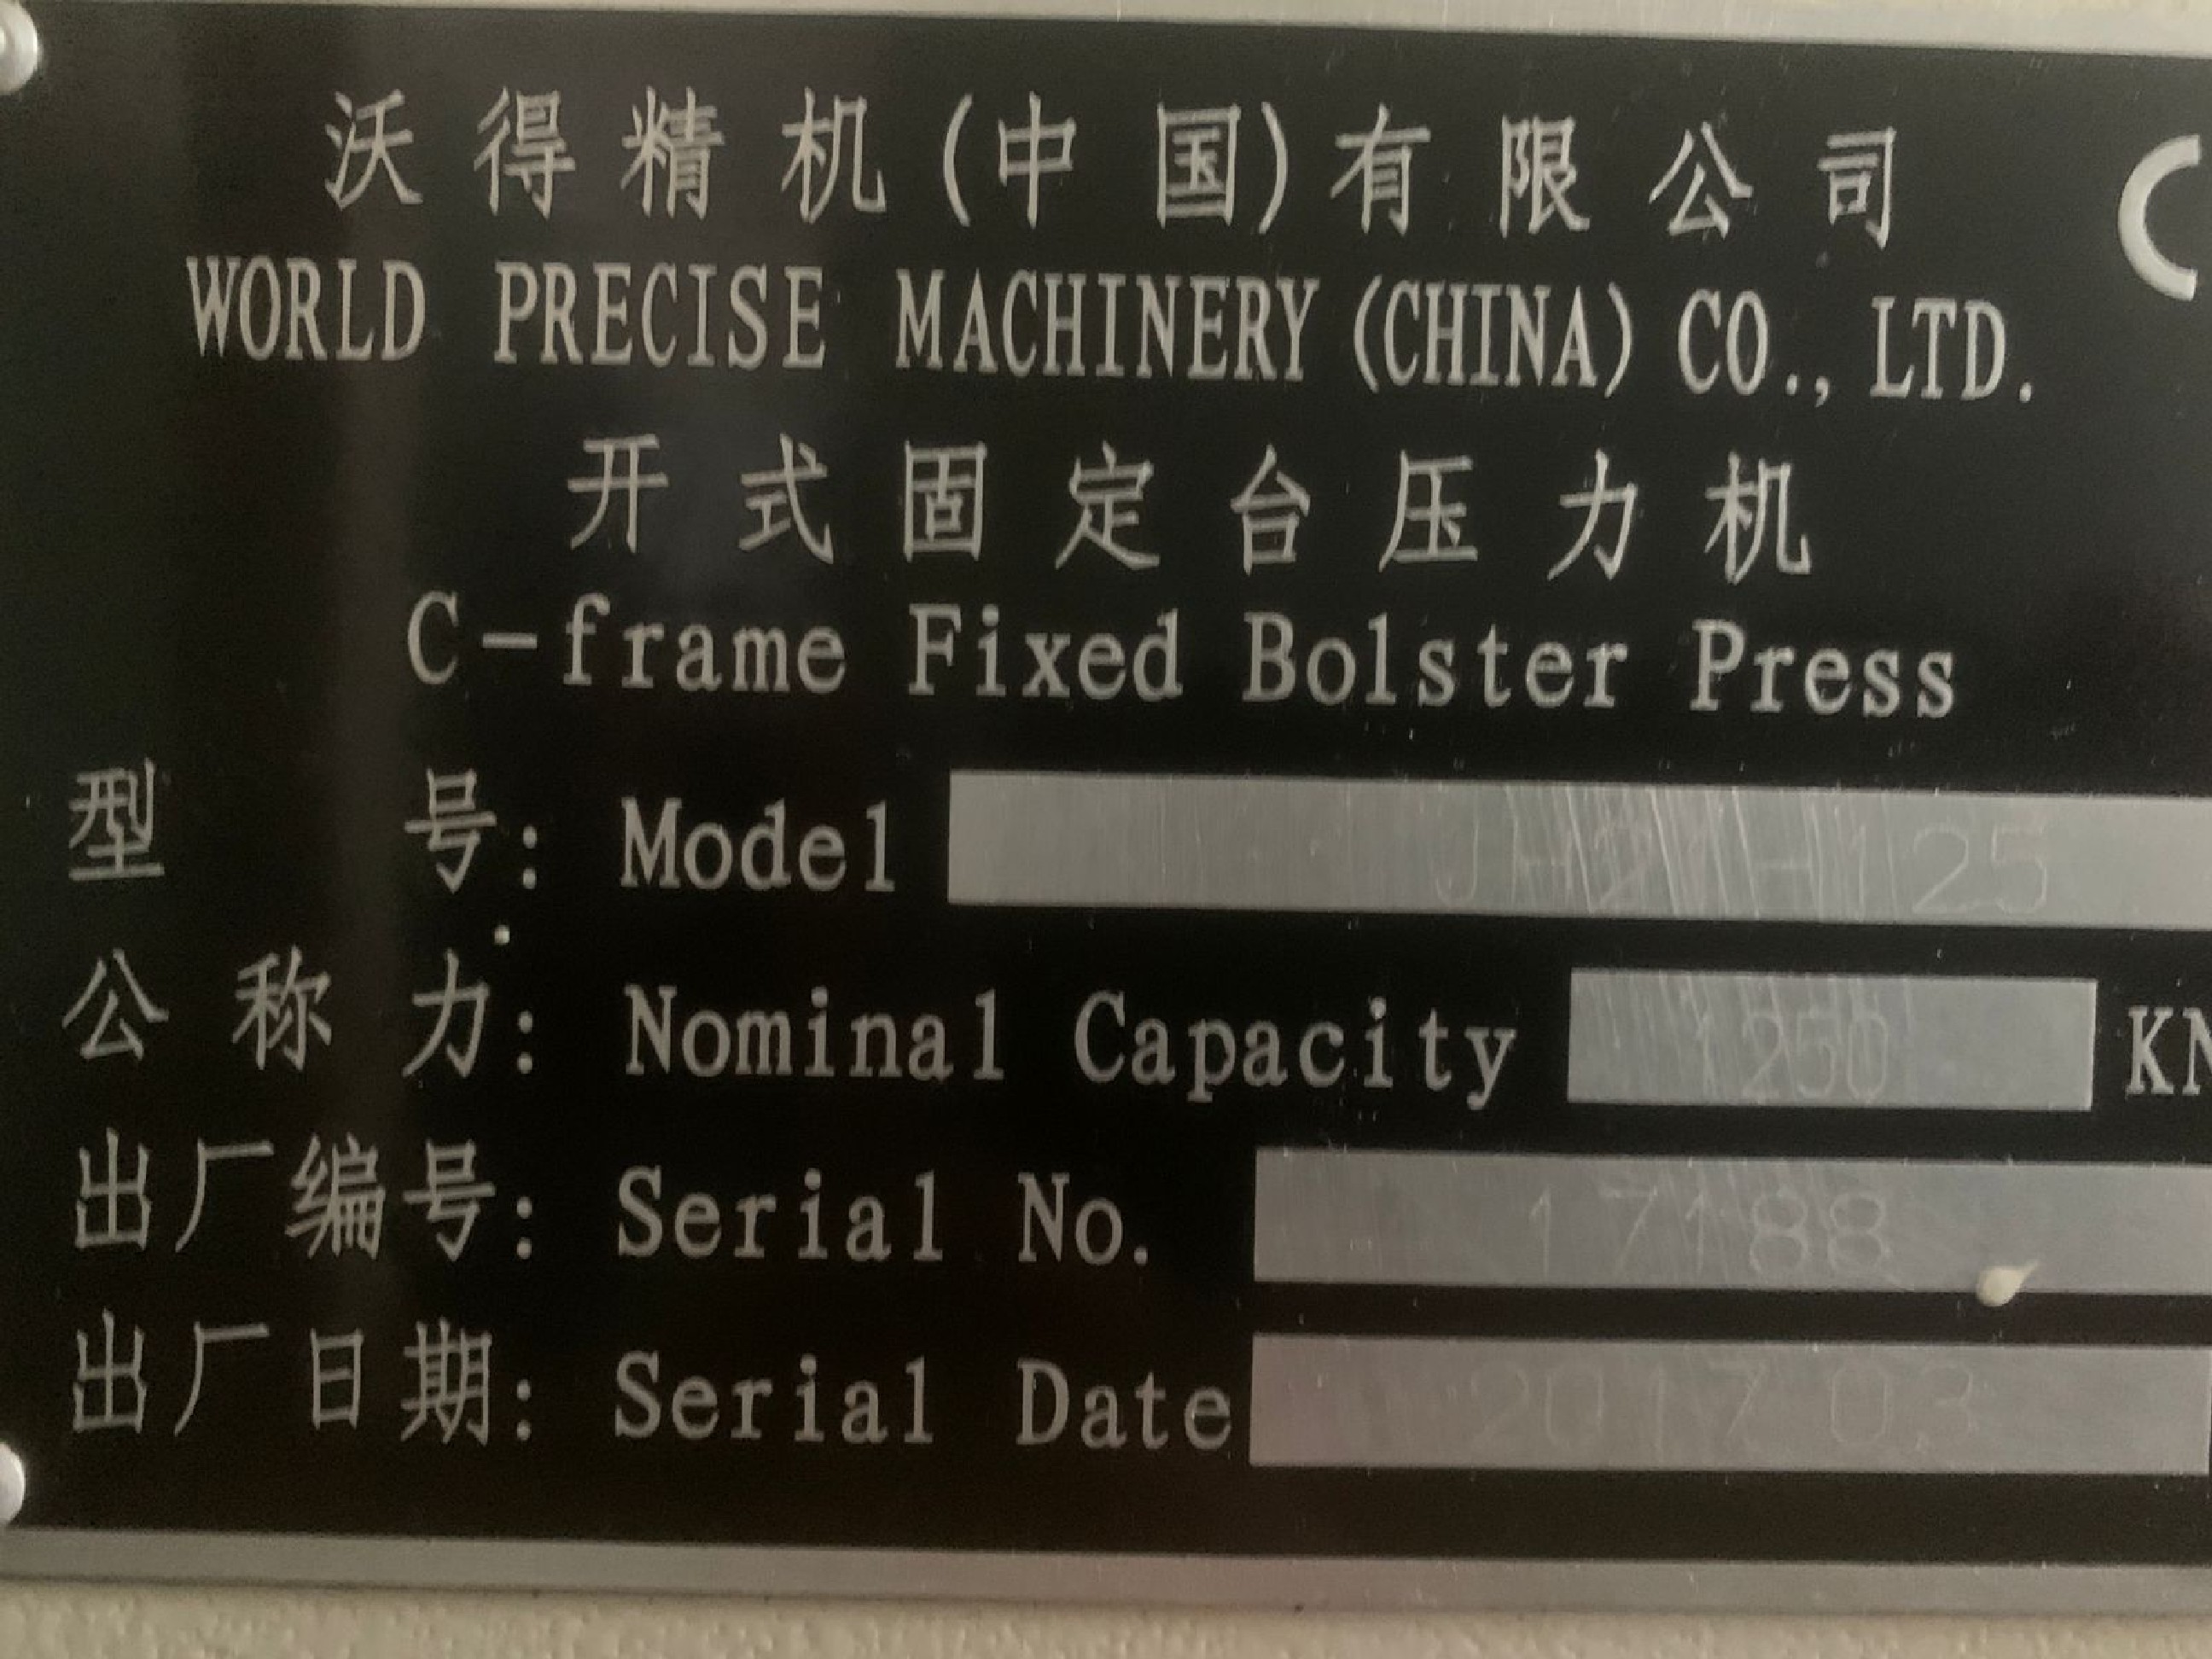 沃得精机(中国)有限公司
WORLD PRECISE MACHINERY (CHINA) CO., LTD.
开式固定台压力机
C-frame Fixed Bolster Press
型号: Model JH21H125
公称力: Nominal Capacity 1250 KN
出厂编号: Serial No. 17188
出厂日期: Serial Date 2017 03